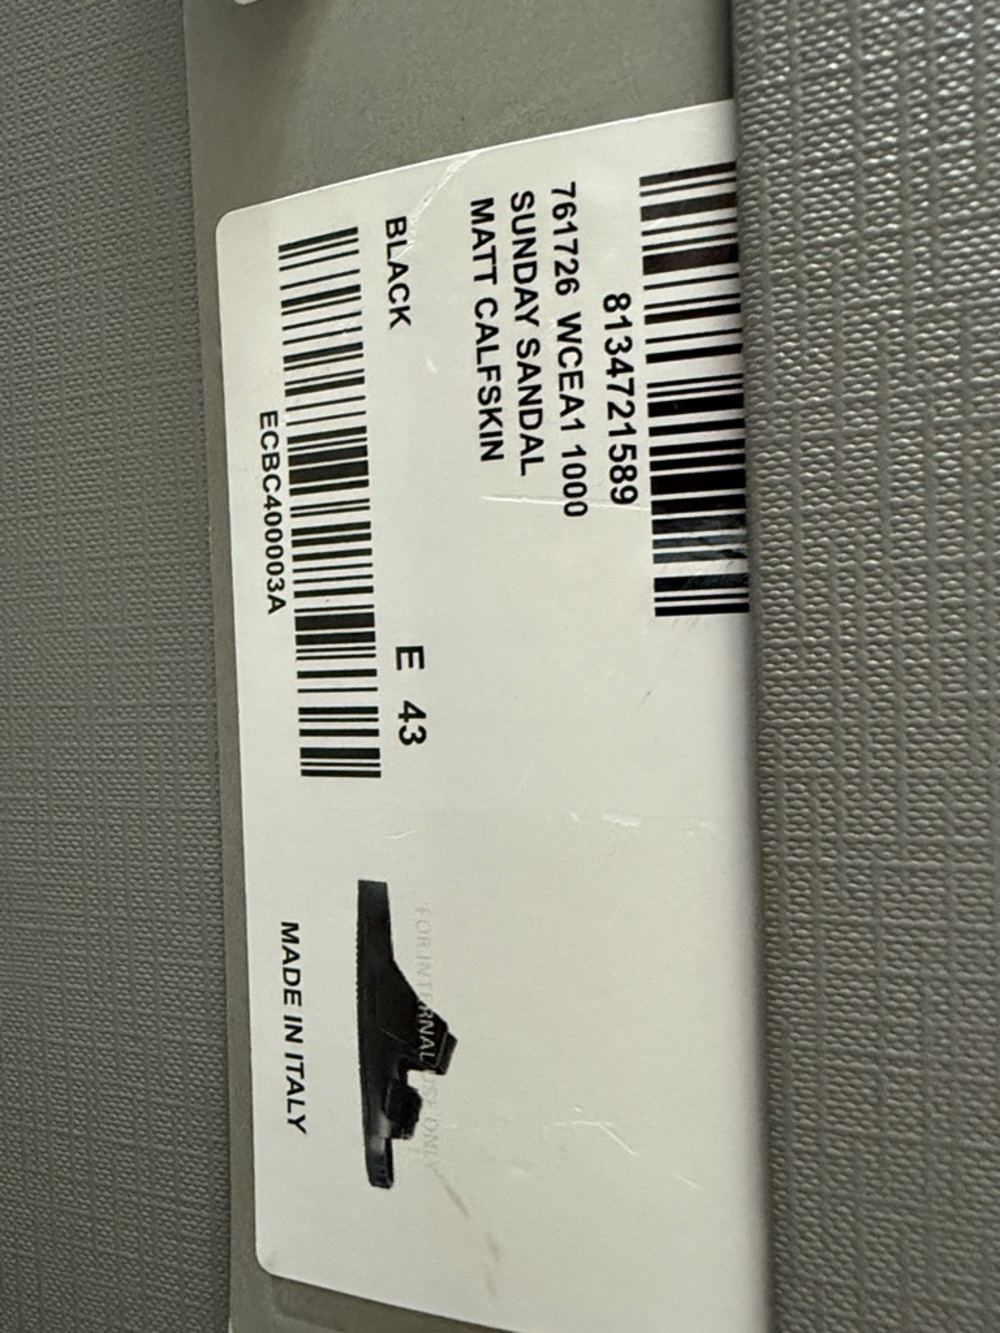 8134721589
761726 WCEA1 1000
SUNDAY SANDAL
MATT CALFSKIN
BLACK
E 43
ECBC400003A
FOR INTERNAL USE ONLY
MADE IN ITALY